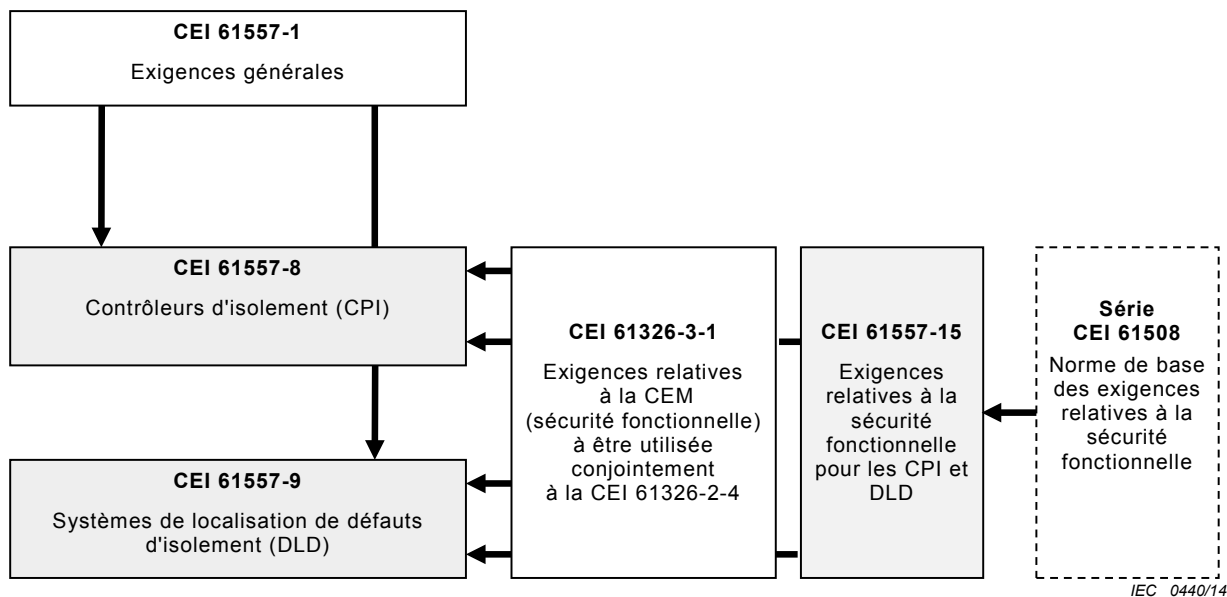 CEI 61557-1
Exigences générales
CEI 61557-8
Contrôleurs d'isolement (CPI)
CEI 61557-9
Systèmes de localisation de défauts
d'isolement (DLD)
CEI 61326-3-1
Exigences relatives
à la CEM
(sécurité fonctionnelle)
à être utilisée
conjointement
à la CEI 61326-2-4
CEI 61557-15
Exigences
relatives à la
sécurité
fonctionnelle
pour les CPI et
DLD
Série
CEI 61508
Norme de base
des exigences
relatives à la
sécurité
fonctionnelle
IEC 0440/14